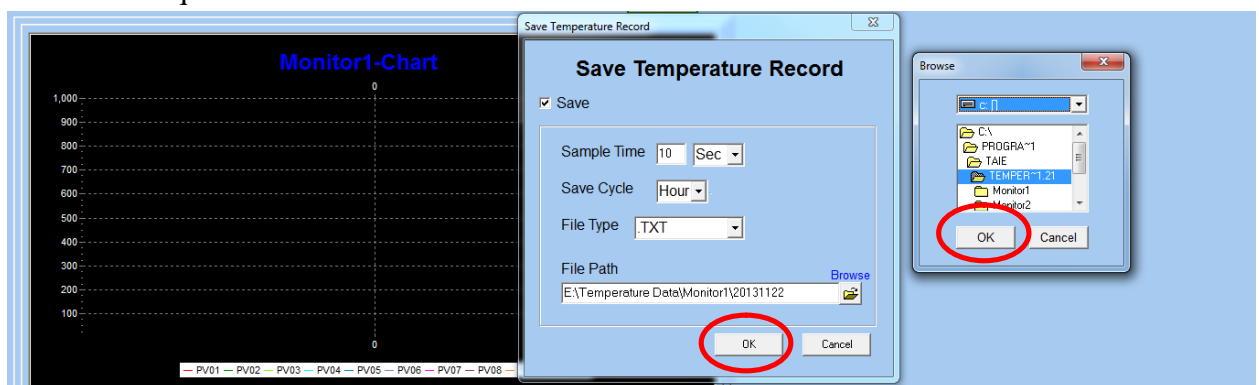 Monitor1-Chart
0
1,000
900
800
700
600
500
400
300
200
100
0
PV01 PV02 PV03 PV04 PV05 PV06 PV07 PV08
Save Temperature Record
Save Temperature Record
Save
Sample Time 10 Sec
Save Cycle Hour
File Type .TXT
File Path
Browse
E:\Temperature Data\Monitor1\20131122
OK Cancel
Browse
c: []
C:\
PROGRA~1
TAIE
TEMPER~1.21
Monitor1
Monitor2
OK Cancel